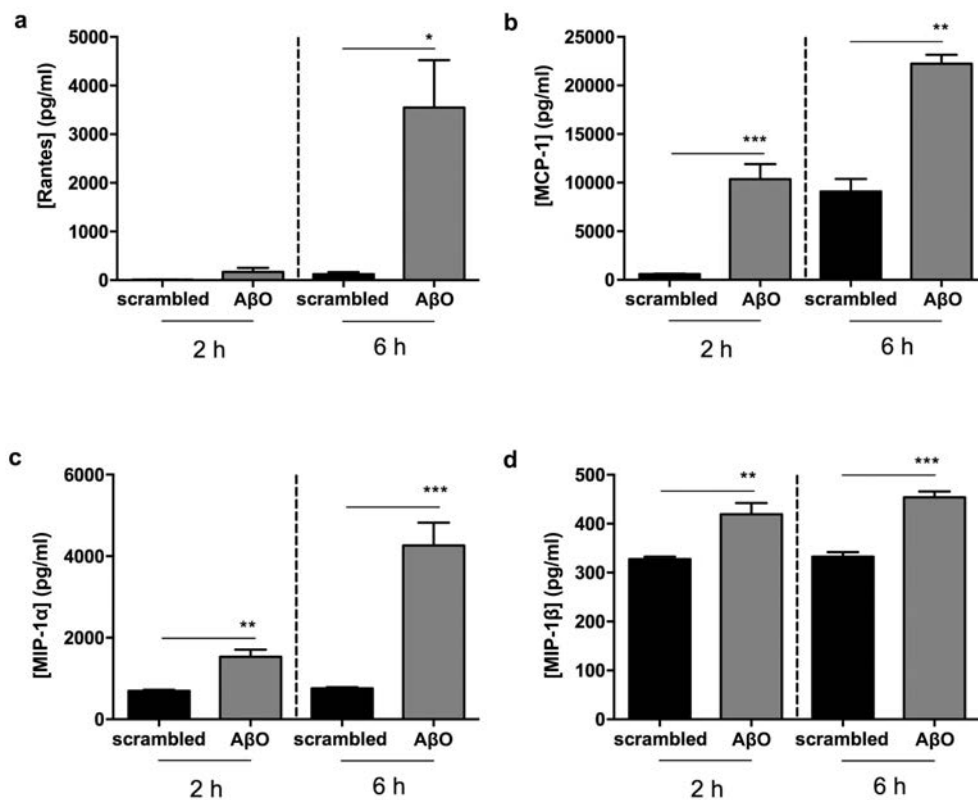 a
[Rantes] (pg/ml)
5000
4000
3000
2000
1000
0
*
scrambled AβO scrambled AβO
2 h 6 h
b
[MCP-1] (pg/ml)
25000
20000
15000
10000
5000
0
***
**
scrambled AβO scrambled AβO
2 h 6 h
c
[MIP-1α] (pg/ml)
6000
4000
2000
0
**
***
scrambled AβO scrambled AβO
2 h 6 h
d
[MIP-1β] (pg/ml)
500
400
300
200
100
0
**
***
scrambled AβO scrambled AβO
2 h 6 h